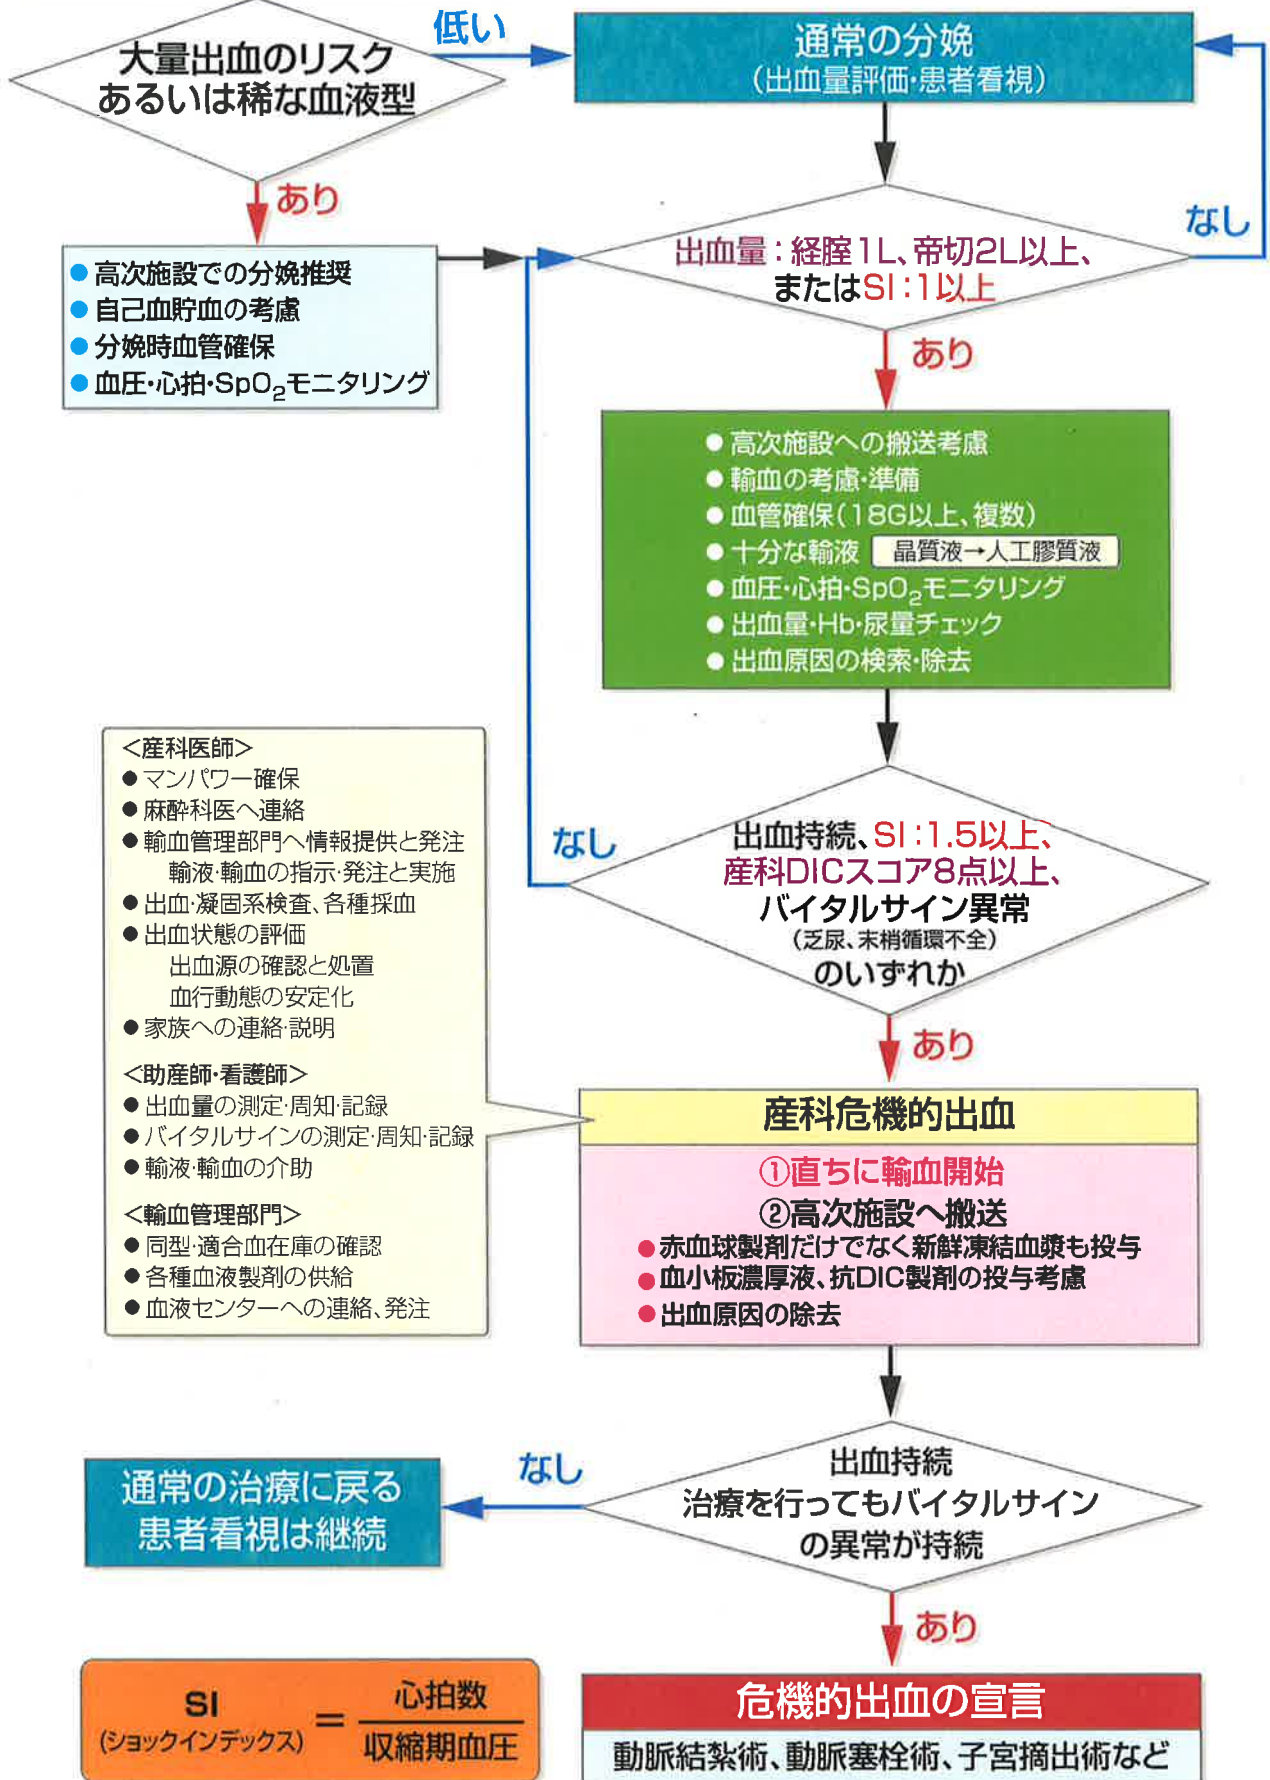 大量出血のリスク
あるいは稀な血液型
低い
通常の分娩
(出血量評価・患者看視)
あり
● 高次施設での分娩推奨
● 自己血貯血の考慮
● 分娩時血管確保
● 血圧・心拍・SpO₂モニタリング
出血量：経腟1L、帝切2L以上、
またはSI：1以上
なし
あり
● 高次施設への搬送考慮
● 輸血の考慮・準備
● 血管確保(18G以上、複数)
● 十分な輸液 晶質液→人工膠質液
● 血圧・心拍・SpO₂モニタリング
● 出血量・Hb・尿量チェック
● 出血原因の検索・除去
出血持続、SI：1.5以上、
産科DICスコア8点以上、
バイタルサイン異常
(乏尿、末梢循環不全)
のいずれか
なし
あり
＜産科医師＞
● マンパワー確保
● 麻酔科医へ連絡
● 輸血管理部門へ情報提供と発注
輸液・輸血の指示・発注と実施
● 出血・凝固系検査、各種採血
● 出血状態の評価
出血源の確認と処置
血行動態の安定化
● 家族への連絡・説明
＜助産師・看護師＞
● 出血量の測定・周知・記録
● バイタルサインの測定・周知・記録
● 輸液・輸血の介助
＜輸血管理部門＞
● 同型・適合血在庫の確認
● 各種血液製剤の供給
● 血液センターへの連絡、発注
産科危機的出血
①直ちに輸血開始
②高次施設へ搬送
● 赤血球製剤だけでなく新鮮凍結血漿も投与
● 血小板濃厚液、抗DIC製剤の投与考慮
● 出血原因の除去
出血持続
治療を行ってもバイタルサイン
の異常が持続
なし
通常の治療に戻る
患者看視は継続
あり
SI
(ショックインデックス)
=
心拍数
収縮期血圧
危機的出血の宣言
動脈結紮術、動脈塞栓術、子宮摘出術など